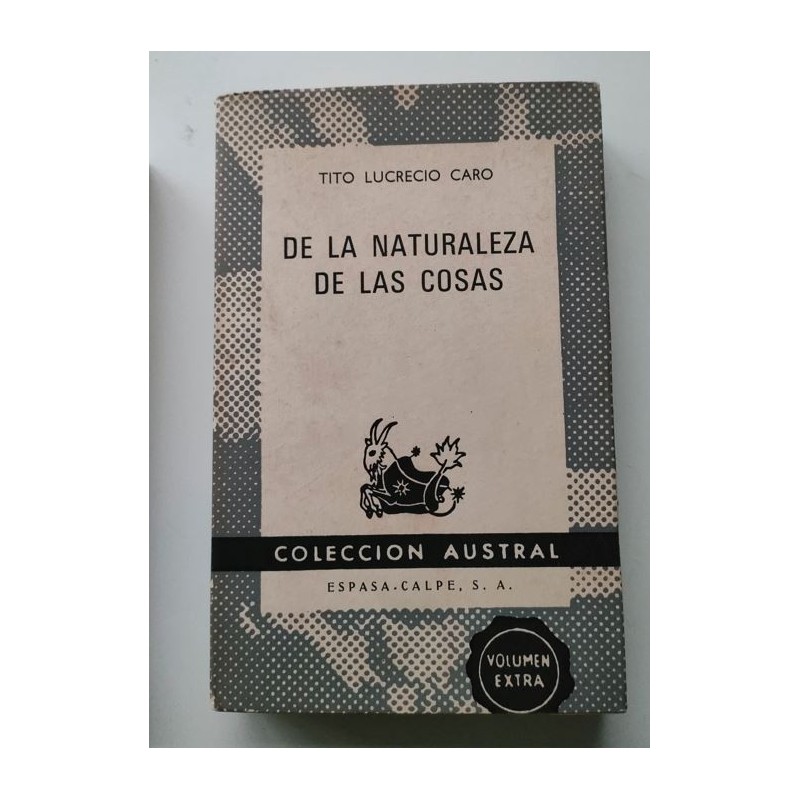 TITO LUCRECIO CARO
DE LA NATURALEZA
DE LAS COSAS
COLECCION AUSTRAL
ESPASA-CALPE, S. A.
VOLUMEN
EXTRA